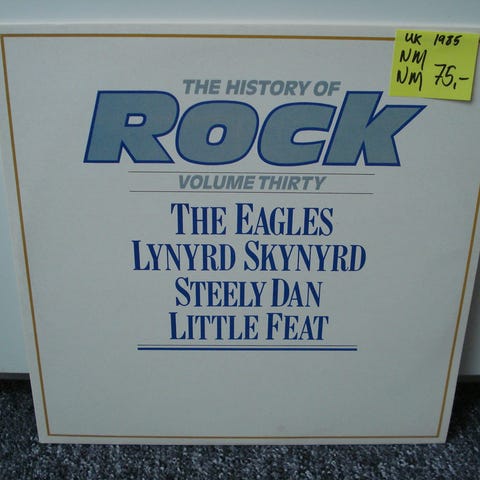 UK 1985
NM
NM 75,-
THE HISTORY OF
ROCK
VOLUME THIRTY
THE EAGLES
LYNYRD SKYNYRD
STEELY DAN
LITTLE FEAT